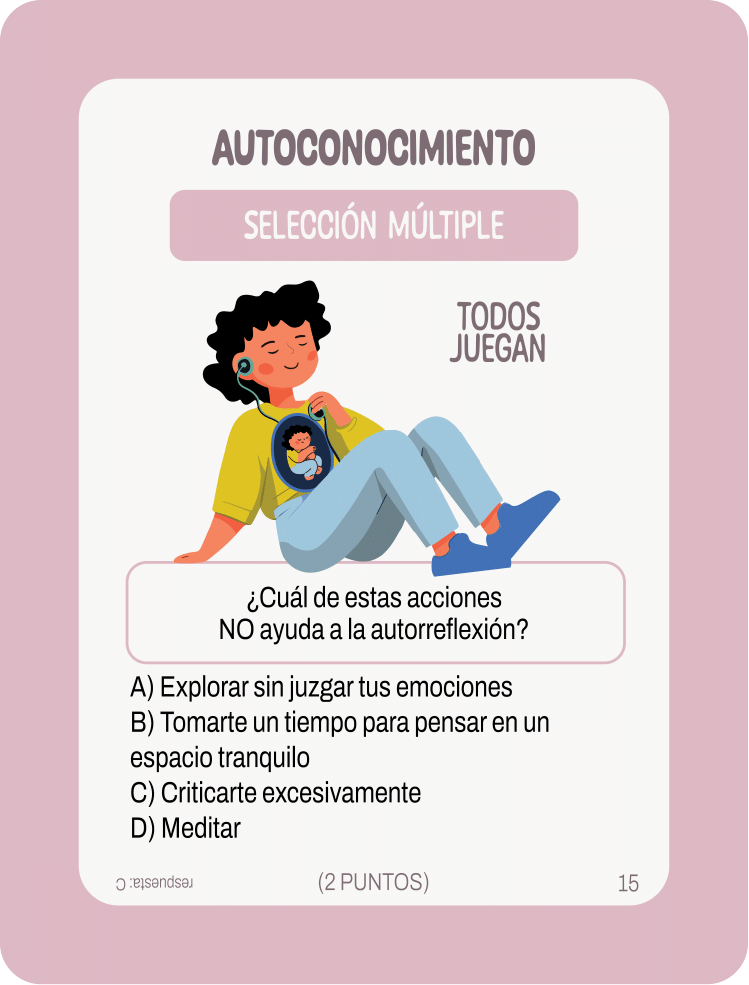 AUTOCONOCIMIENTO
SELECCIÓN MÚLTIPLE
TODOS
JUEGAN
¿Cuál de estas acciones
NO ayuda a la autorreflexión?
A) Explorar sin juzgar tus emociones
B) Tomarte un tiempo para pensar en un
espacio tranquilo
C) Criticarte excesivamente
D) Meditar
respuesta: C
(2 PUNTOS)
15